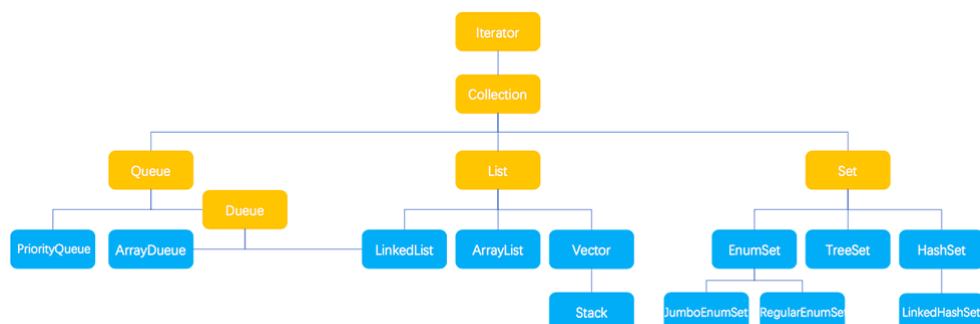 Iterator
Collection
Queue
List
Set
Dueue
PriorityQueue
ArrayDueue
LinkedList
ArrayList
Vector
EnumSet
TreeSet
HashSet
Stack
JumboEnumSet
RegularEnumSet
LinkedHashSet